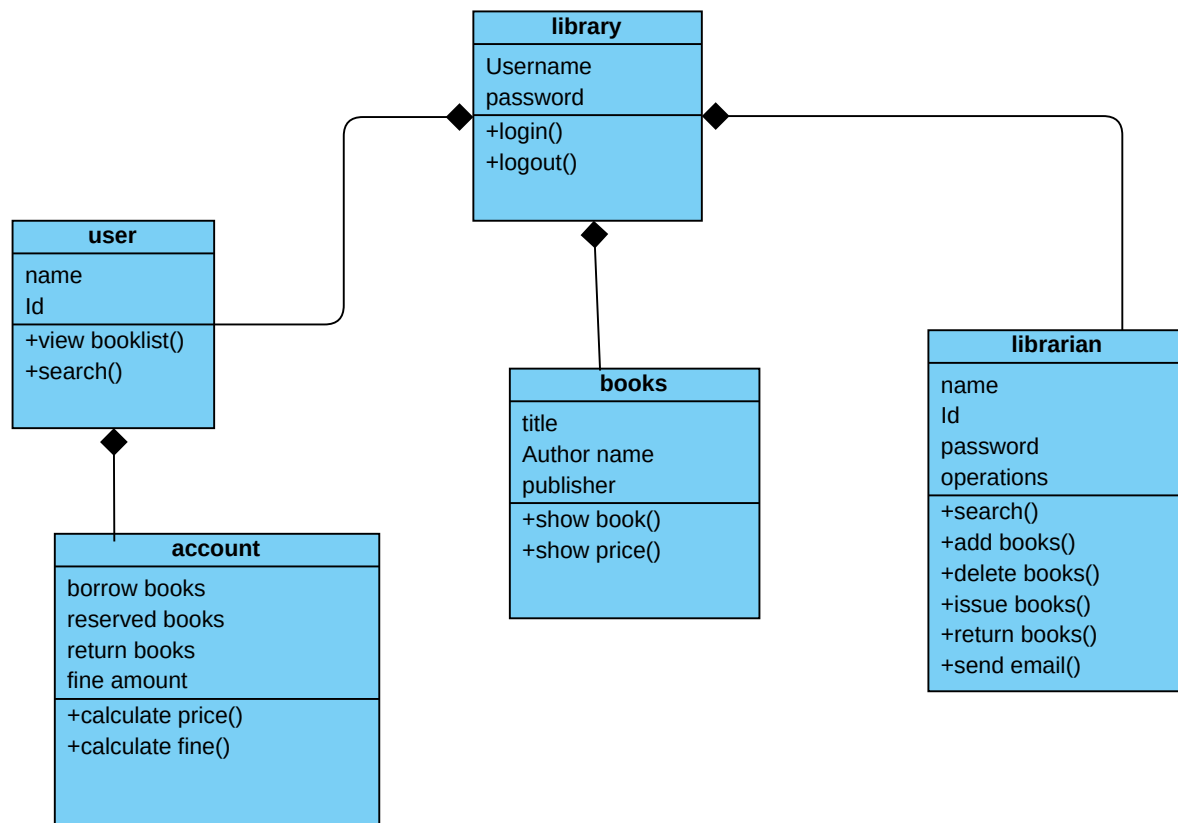 library
Username
password
+login()
+logout()
user
name
Id
+view booklist()
+search()
books
title
Author name
publisher
+show book()
+show price()
librarian
name
Id
password
operations
+search()
+add books()
+delete books()
+issue books()
+return books()
+send email()
account
borrow books
reserved books
return books
fine amount
+calculate price()
+calculate fine()